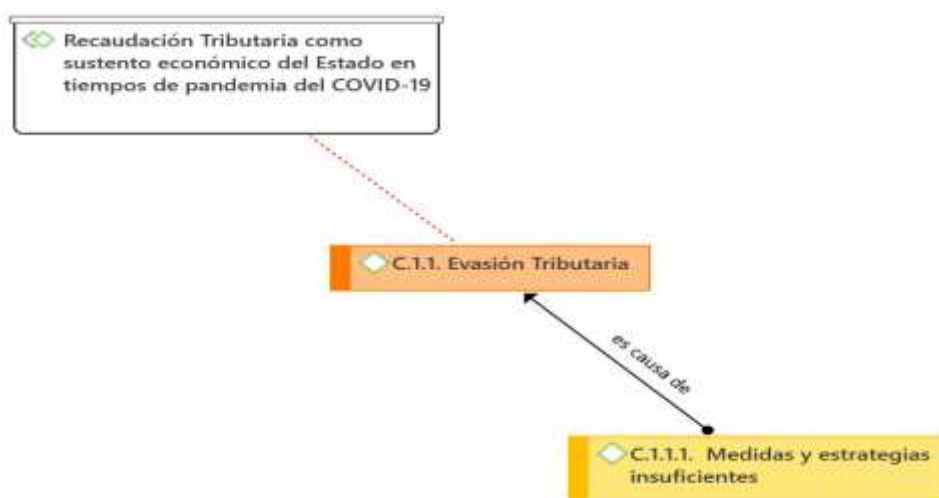 Recaudación Tributaria como
sustento económico del Estado en
tiempos de pandemia del COVID-19
C.1.1. Evasión Tributaria
es causa de
C.1.1.1. Medidas y estrategias
insuficientes